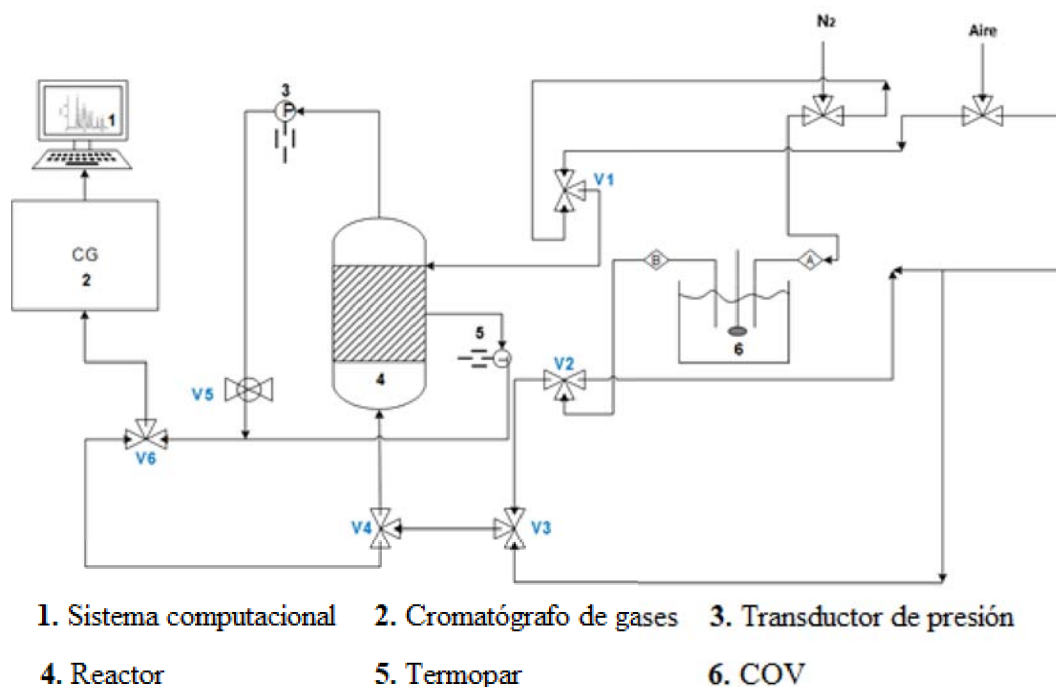 N2
Aire
1
3
P
V1
CG
2
B
A
5
6
4
V2
V5
V6
V4
V3
1. Sistema computacional 2. Cromatógrafo de gases 3. Transductor de presión
4. Reactor 5. Termopar 6. COV